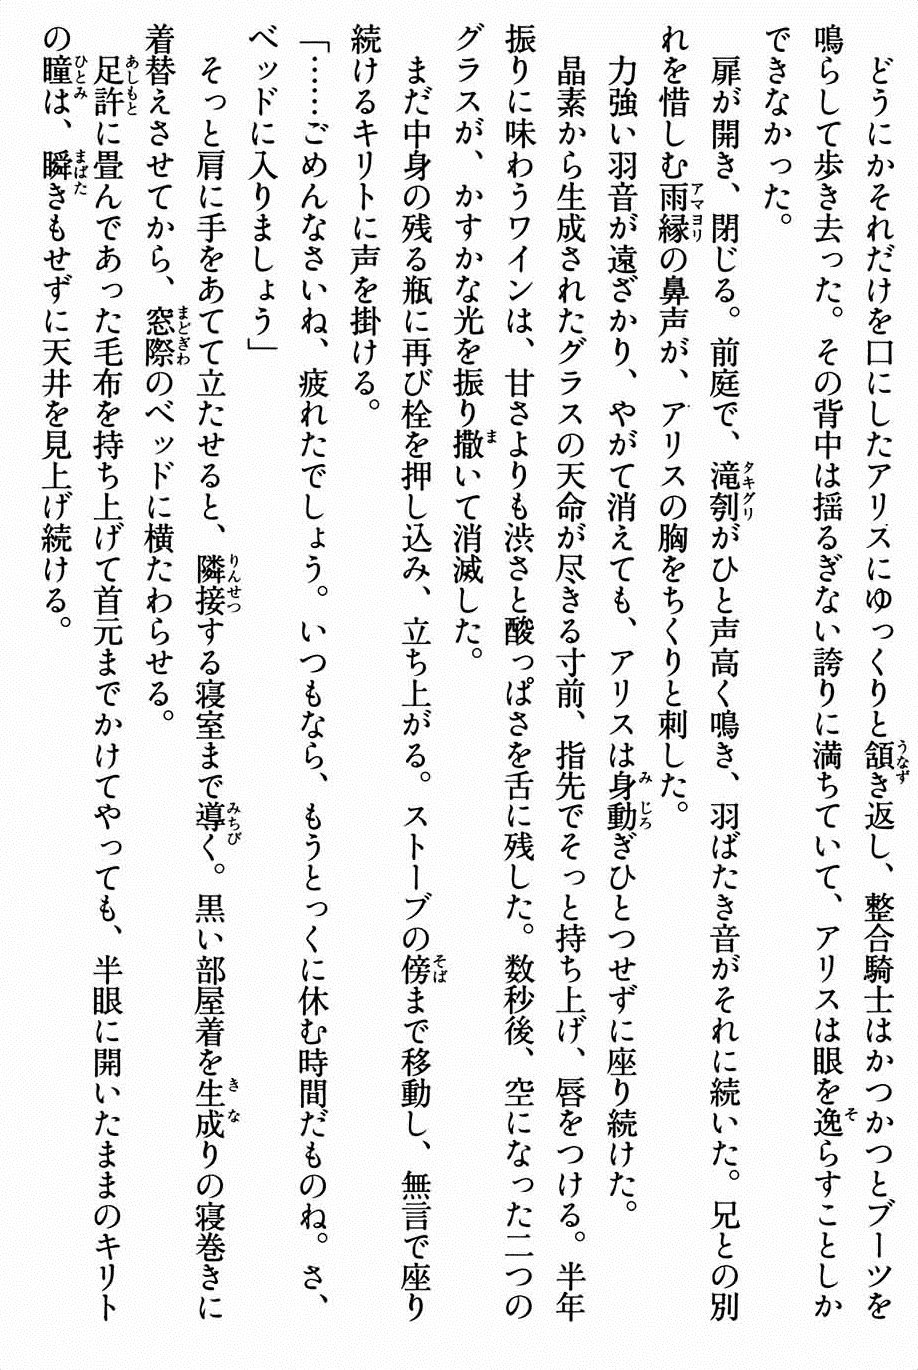 どうにかそれだけを口にしたアリスにゆっくりと頷き返し、整合騎士はかつかつとブーツを
鳴らして歩き去った。その背中は揺るぎない誇りに満ちていて、アリスは眼を逸らすことしか
できなかった。
扉が開き、閉じる。前庭で、滝刳がひと声高く鳴き、羽ばたき音がそれに続いた。兄との別
れを惜しむ雨縁の鼻声が、アリスの胸をちくりと刺した。
力強い羽音が遠ざかり、やがて消えても、アリスは身動ぎひとつせずに座り続けた。
晶素から生成されたグラスの天命が尽きる寸前、指先でそっと持ち上げ、唇をつける。半年
振りに味わうワインは、甘さよりも渋さと酸っぱさを舌に残した。数秒後、空になった二つの
グラスが、かすかな光を振り撒いて消滅した。
まだ中身の残る瓶に再び栓を押し込み、立ち上がる。ストーブの傍まで移動し、無言で座り
続けるキリトに声を掛ける。
「……ごめんなさいね、疲れたでしょう。いつもなら、もうとっくに休む時間だものね。さ、
ベッドに入りましょう」
そっと肩に手をあてて立たせると、隣接する寝室まで導く。黒い部屋着を生成りの寝巻きに
着替えさせてから、窓際のベッドに横たわらせる。
足許に畳んであった毛布を持ち上げて首元までかけてやっても、半眼に開いたままのキリト
の瞳は、瞬きもせずに天井を見上げ続ける。